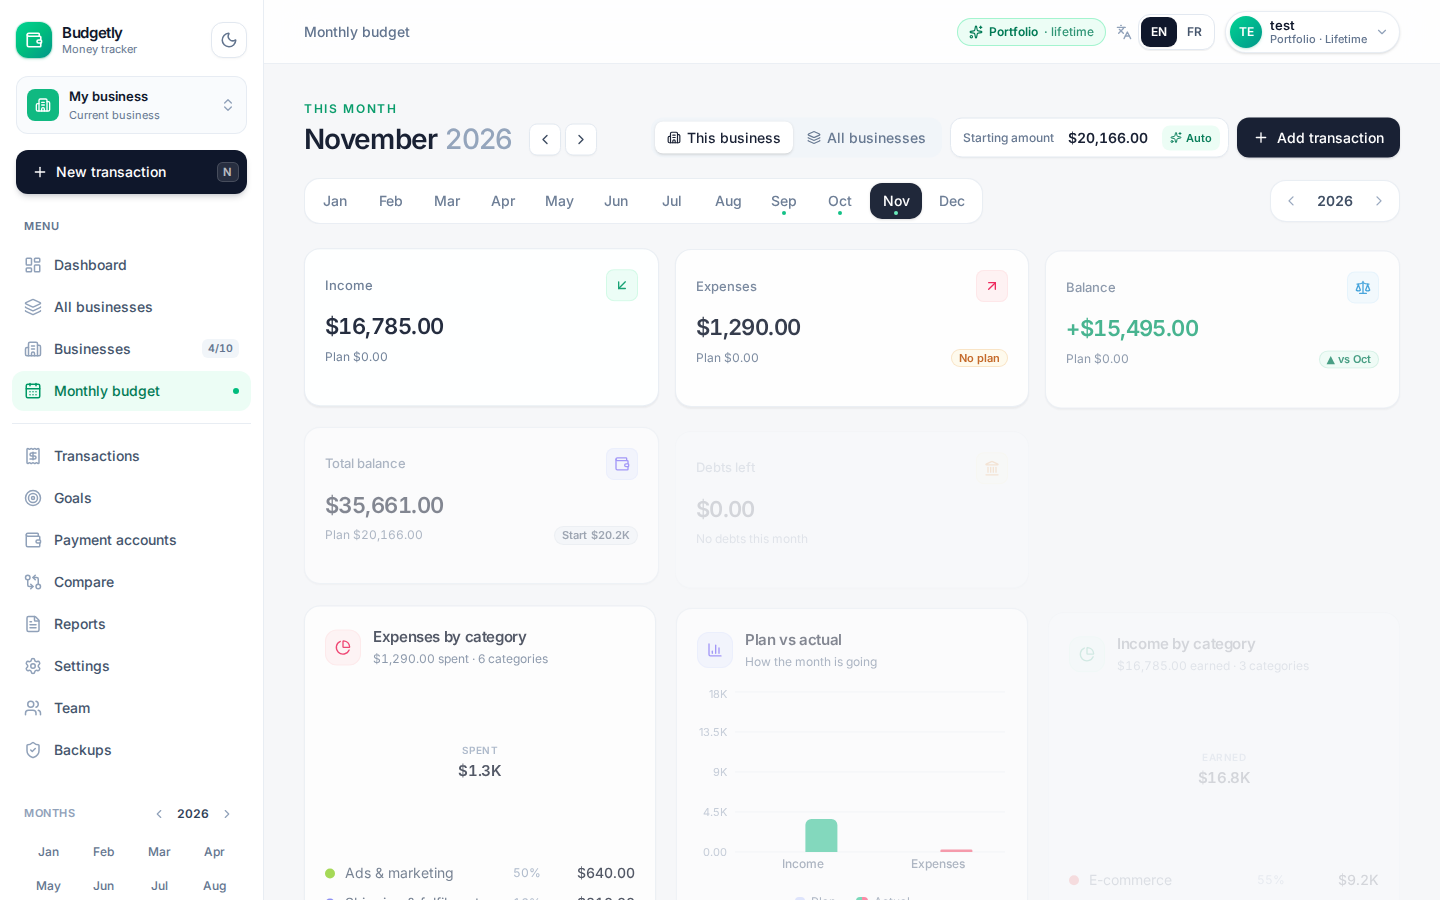 Budgetly
Money tracker
My business
Current business
New transaction N
MENU
Dashboard
All businesses
Businesses 4/10
Monthly budget
Transactions
Goals
Payment accounts
Compare
Reports
Settings
Team
Backups
MONTHS 2026
Jan Feb Mar Apr
May Jun Jul Aug
Monthly budget
Portfolio · lifetime
EN FR
TE
test
Portfolio · Lifetime
THIS MONTH
November 2026
This business All businesses
Starting amount $20,166.00 Auto
Add transaction
Jan Feb Mar Apr May Jun Jul Aug Sep Oct Nov Dec
2026
Income
$16,785.00
Plan $0.00
Expenses
$1,290.00
Plan $0.00 No plan
Balance
+$15,495.00
Plan $0.00 ▲ vs Oct
Total balance
$35,661.00
Plan $20,166.00 Start $20.2K
Debts left
$0.00
No debts this month
Expenses by category
$1,290.00 spent · 6 categories
SPENT
$1.3K
Ads & marketing 50% $640.00
Plan vs actual
How the month is going
18K
13.5K
9K
4.5K
0.00
Income Expenses
Plan Actual
Income by category
$16,785.00 earned · 3 categories
EARNED
$16.8K
E-commerce 55% $9.2K